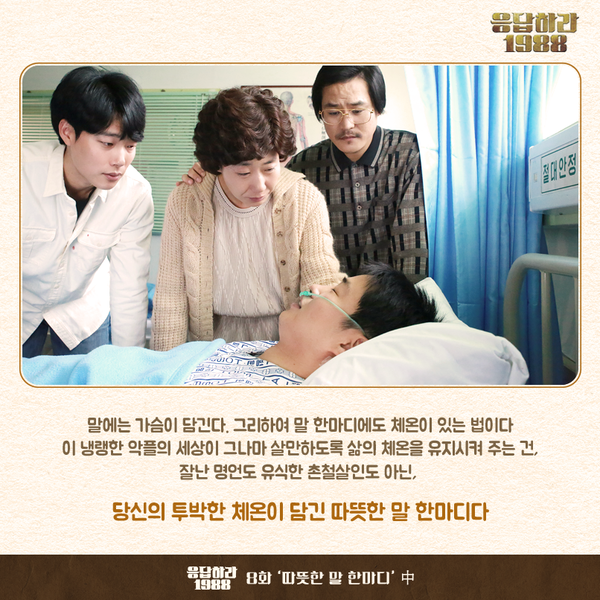 응답하라
1988
절대안정
말에는 가슴이 담긴다. 그리하여 말 한마디에도 체온이 있는 법이다
이 냉랭한 악플의 세상이 그나마 살만하도록 삶의 체온을 유지시켜 주는 건,
잘난 명언도 유식한 촌철살인도 아닌,
당신의 투박한 체온이 담긴 따뜻한 말 한마디다
응답하라
1988
8화 '따뜻한 말 한마디' 中